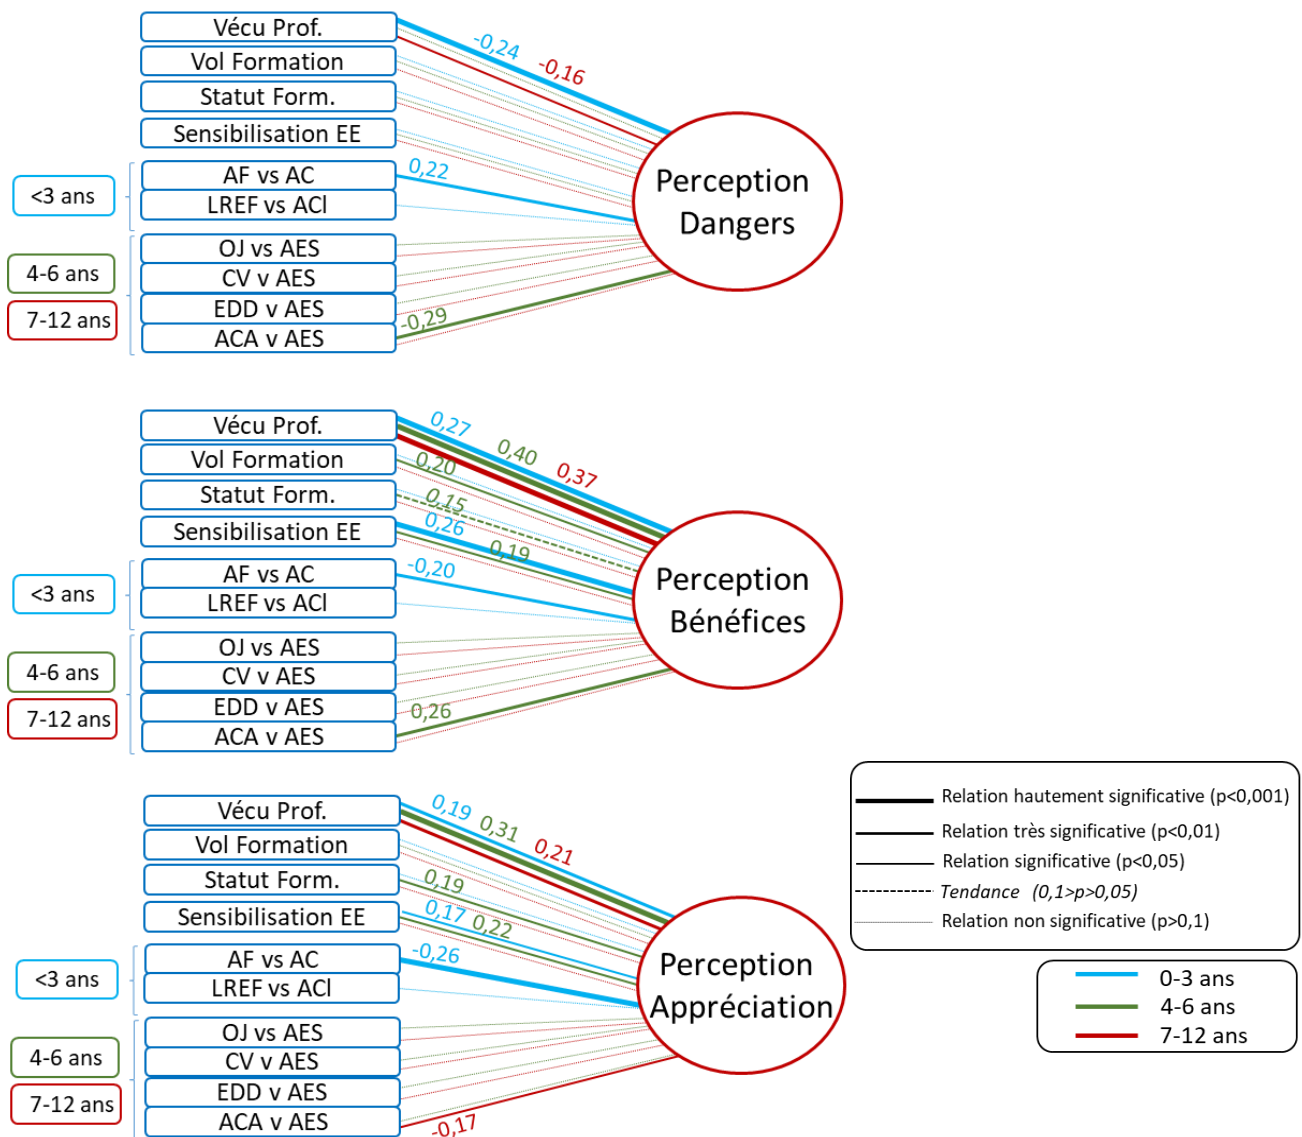 Vécu Prof.
Vol Formation
Statut Form.
Sensibilisation EE
AF vs AC
LREF vs ACl
OJ vs AES
CV v AES
EDD v AES
ACA v AES
<3 ans
4-6 ans
7-12 ans
-0,24
-0,16
0,22
-0,29
Perception
Dangers
Vécu Prof.
Vol Formation
Statut Form.
Sensibilisation EE
AF vs AC
LREF vs ACl
OJ vs AES
CV v AES
EDD v AES
ACA v AES
<3 ans
4-6 ans
7-12 ans
0,27
0,40
0,37
0,20
0,15
0,26
0,19
-0,20
0,26
Perception
Bénéfices
Vécu Prof.
Vol Formation
Statut Form.
Sensibilisation EE
AF vs AC
LREF vs ACl
OJ vs AES
CV v AES
EDD v AES
ACA v AES
<3 ans
4-6 ans
7-12 ans
0,19
0,31
0,21
0,19
0,17
0,22
-0,26
-0,17
Perception
Appréciation
Relation hautement significative (p<0,001)
Relation très significative (p<0,01)
Relation significative (p<0,05)
Tendance (0,1>p>0,05)
Relation non significative (p>0,1)
0-3 ans
4-6 ans
7-12 ans